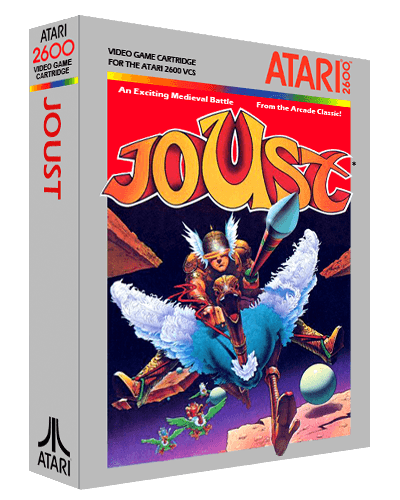 ATARI
2600
VIDEO GAME
CARTRIDGE
JOUST
ATARI
VIDEO GAME CARTRIDGE
FOR THE ATARI 2600 VCS
ATARI 2600
An Exciting Medieval Battle
From the Arcade Classic!
JOUST*